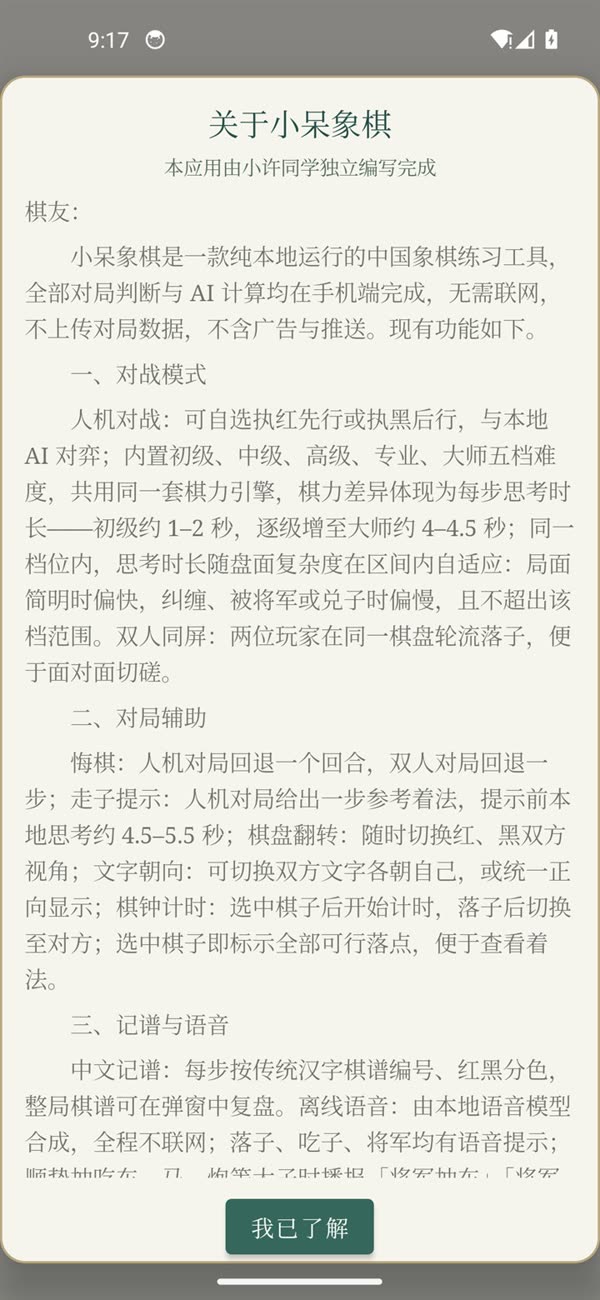 9:17
关于小呆象棋
本应用由小许同学独立编写完成
棋友：
小呆象棋是一款纯本地运行的中国象棋练习工具，
全部对局判断与 AI 计算均在手机端完成，无需联网，
不上传对局数据，不含广告与推送。现有功能如下。
一、对战模式
人机对战：可自选执红先行或执黑后行，与本地
AI 对弈；内置初级、中级、高级、专业、大师五档难
度，共用同一套棋力引擎，棋力差异体现为每步思考时
长——初级约 1–2 秒，逐级增至大师约 4–4.5 秒；同一
档位内，思考时长随盘面复杂度在区间内自适应：局面
简明时偏快，纠缠、被将军或兑子时偏慢，且不超出该
档范围。双人同屏：两位玩家在同一棋盘轮流落子，便
于面对面切磋。
二、对局辅助
悔棋：人机对局回退一个回合，双人对局回退一
步；走子提示：人机对局给出一步参考着法，提示前本
地思考约 4.5–5.5 秒；棋盘翻转：随时切换红、黑双方
视角；文字朝向：可切换双方文字各朝自己，或统一正
向显示；棋钟计时：选中棋子后开始计时，落子后切换
至对方；选中棋子即标示全部可行落点，便于查看着
法。
三、记谱与语音
中文记谱：每步按传统汉字棋谱编号、红黑分色，
整局棋谱可在弹窗中复盘。离线语音：由本地语音模型
合成，全程不联网；落子、吃子、将军均有语音提示；
我已了解